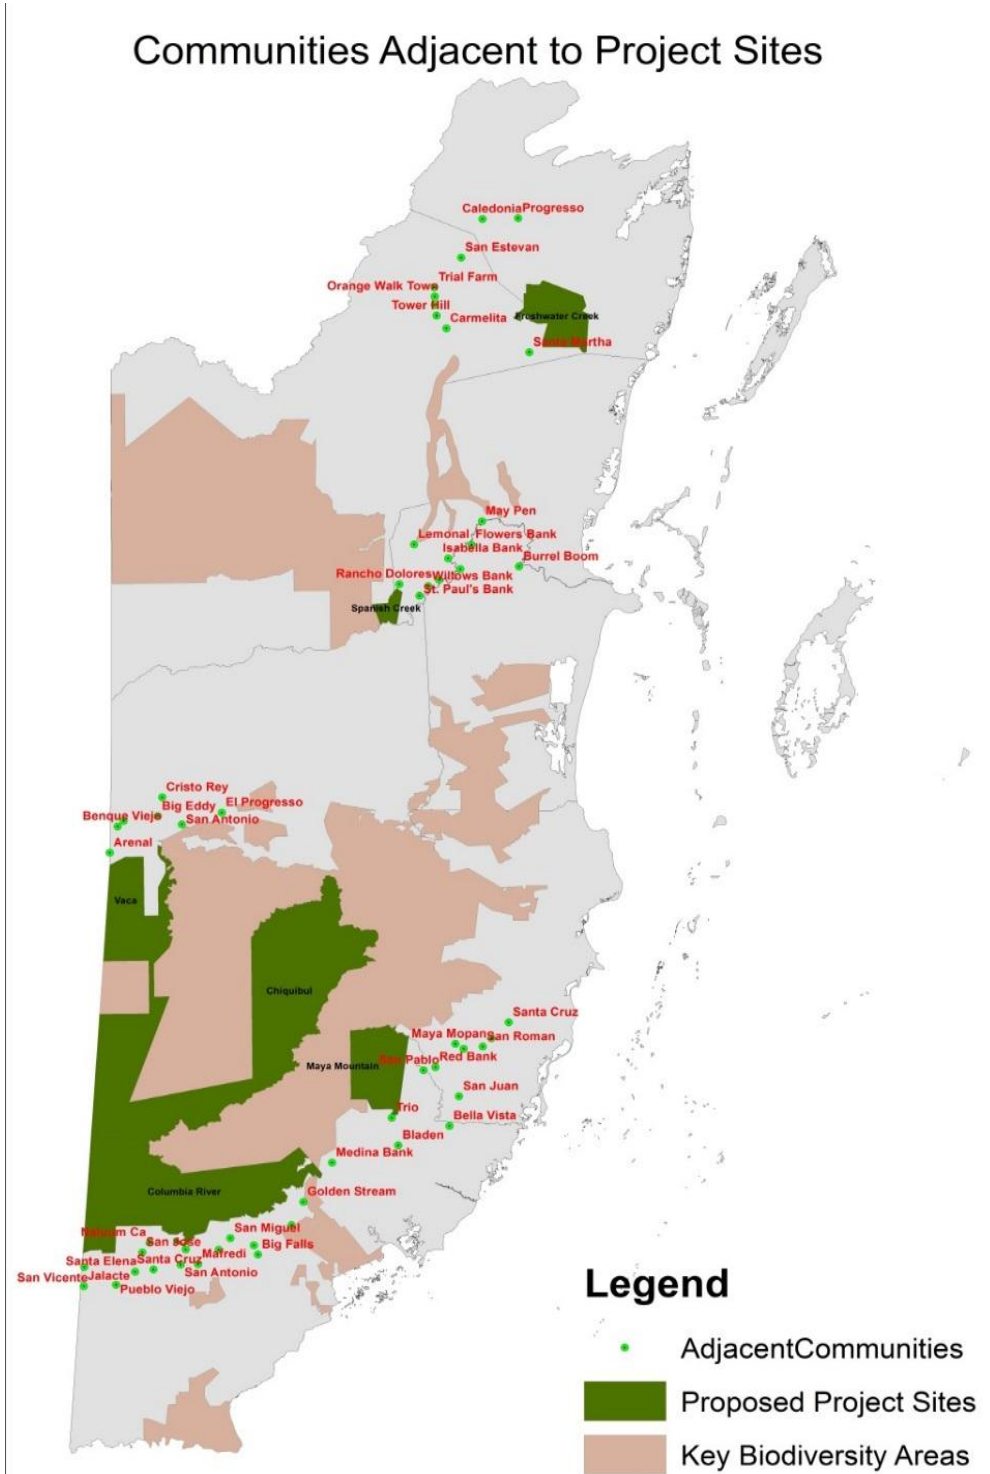 Communities Adjacent to Project Sites
Caledonia
Progresso
San Estevan
Trial Farm
Orange Walk Town
Tower Hill
Carmelita
Freshwater Creek
Santa Martha
May Pen
Lemonal
Flowers Bank
Isabella Bank
Burrel Boom
Rancho Dolores
Willows Bank
St. Paul's Bank
Spanish Creek
Cristo Rey
Big Eddy
El Progresso
Benque Viejo
San Antonio
Arenal
Vaca
Chiquibul
Santa Cruz
Maya Mopang
San Roman
San Pablo
Red Bank
Maya Mountain
San Juan
Trio
Bella Vista
Bladen
Medina Bank
Columbia River
Golden Stream
San Miguel
San Jose
Mafredi
Big Falls
Santa Elena
Santa Cruz
San Antonio
San Vicente
Jalacte
Pueblo Viejo
Legend
AdjacentCommunities
Proposed Project Sites
Key Biodiversity Areas